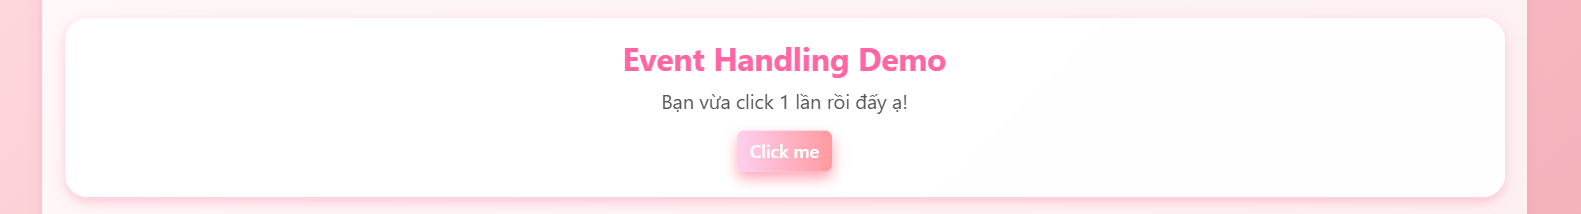 Event Handling Demo
Bạn vừa click 1 lần rồi đấy ạ!
Click me